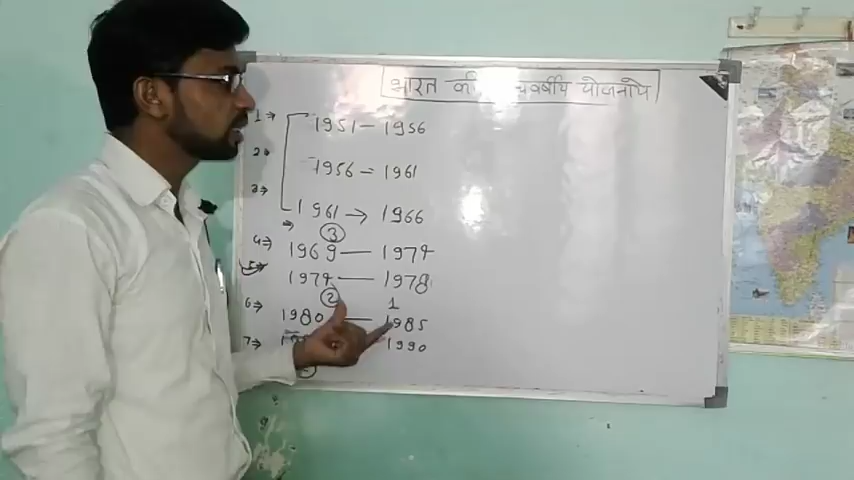 भारत की पंचवर्षीय योजनाये
1→ 1951 — 1956
2→ 1956 = 1961
3→ 1961 → 1966
→ ③
4→ 1969 — 1974
5→ 1974 — 1978
② 1
6→ 1980 — 1985
7→ 1990